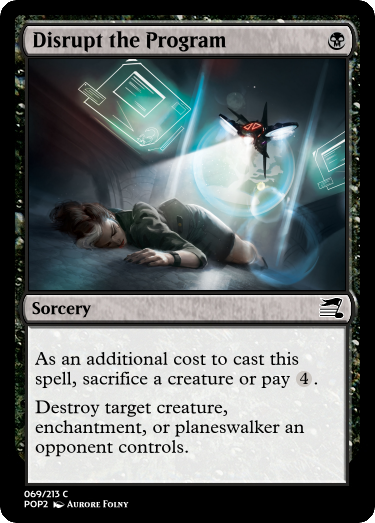 Disrupt the Program
Sorcery
As an additional cost to cast this
spell, sacrifice a creature or pay 4.
Destroy target creature,
enchantment, or planeswalker an
opponent controls.
069/213 C
POP2 Aurore Folny